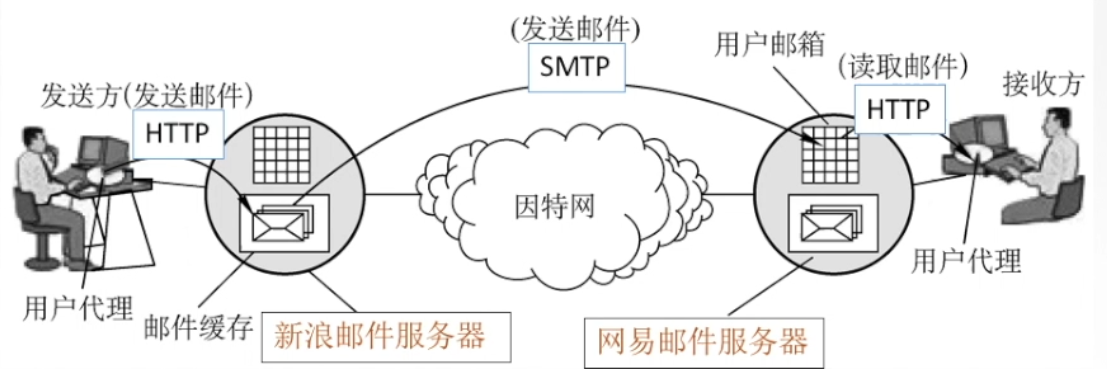 (发送邮件)
SMTP
用户邮箱
(读取邮件)
HTTP
接收方
发送方(发送邮件)
HTTP
因特网
用户代理
邮件缓存
新浪邮件服务器
网易邮件服务器
用户代理